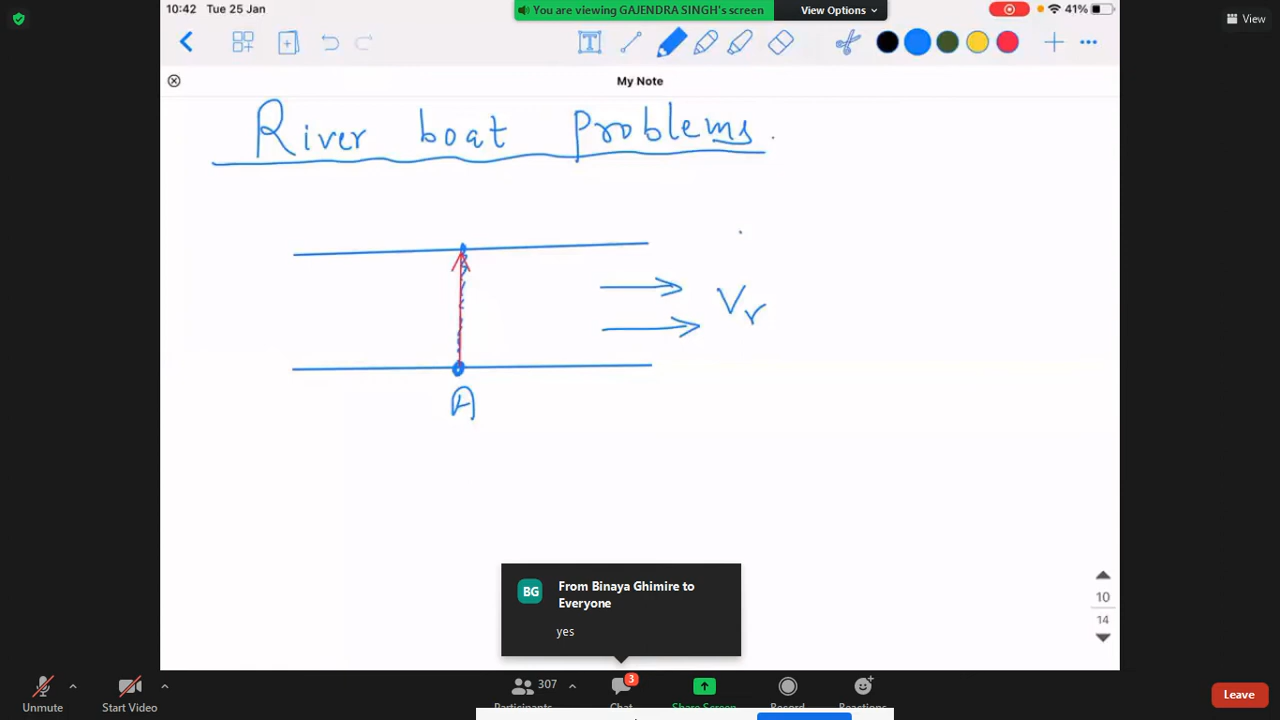 10:42 Tue 25 Jan
You are viewing GAJENDRA SINGH's screen
View Options
41%
View
My Note
River boat Problems.
Vr
A
BG
From Binaya Ghimire to
Everyone
yes
10
14
307
3
Unmute
Start Video
Participants
Chat
Share Screen
Record
Reactions
Leave